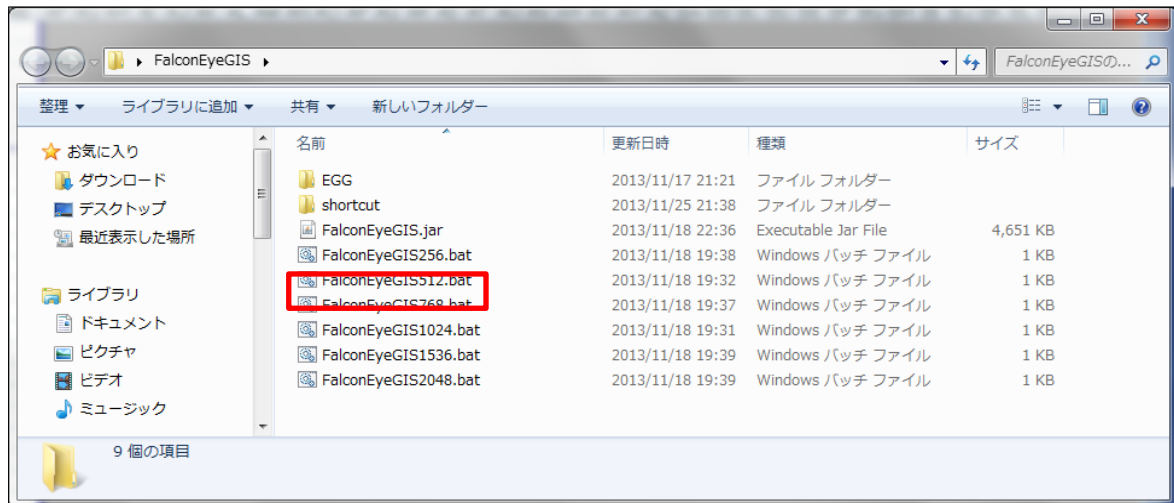 FalconEyeGIS
FalconEyeGISの...
整理 ライブラリに追加 共有 新しいフォルダー
お気に入り
ダウンロード
デスクトップ
最近表示した場所
ライブラリ
ドキュメント
ピクチャ
ビデオ
ミュージック
名前 更新日時 種類 サイズ
EGG 2013/11/17 21:21 ファイル フォルダー
shortcut 2013/11/25 21:38 ファイル フォルダー
FalconEyeGIS.jar 2013/11/18 22:36 Executable Jar File 4,651 KB
FalconEyeGIS256.bat 2013/11/18 19:38 Windows バッチ ファイル 1 KB
FalconEyeGIS512.bat 2013/11/18 19:32 Windows バッチ ファイル 1 KB
FalconEyeGIS768.bat 2013/11/18 19:37 Windows バッチ ファイル 1 KB
FalconEyeGIS1024.bat 2013/11/18 19:31 Windows バッチ ファイル 1 KB
FalconEyeGIS1536.bat 2013/11/18 19:39 Windows バッチ ファイル 1 KB
FalconEyeGIS2048.bat 2013/11/18 19:39 Windows バッチ ファイル 1 KB
9 個の項目